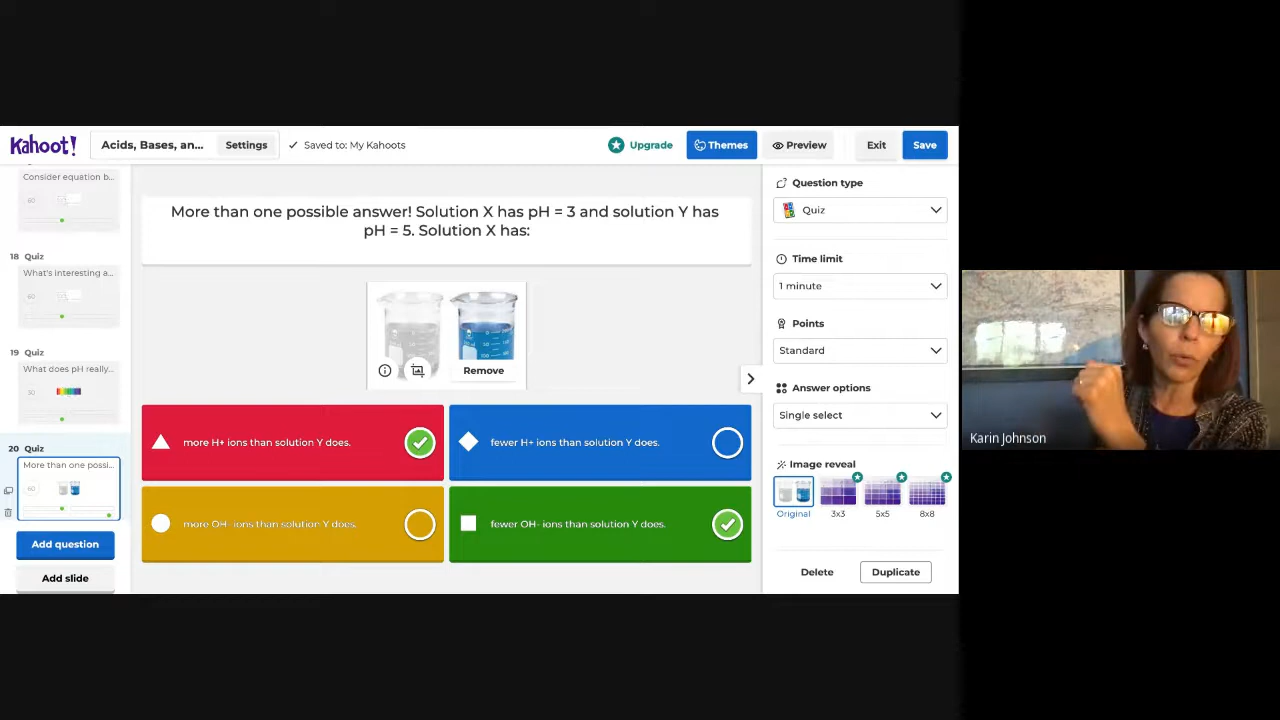 Kahoot!
Acids, Bases, an...
Settings
Saved to: My Kahoots
Upgrade
Themes
Preview
Exit
Save
Consider equation b...
60
18 Quiz
What's interesting a...
60
19 Quiz
What does pH really...
30
20 Quiz
More than one possi...
60
Add question
Add slide
More than one possible answer! Solution X has pH = 3 and solution Y has
pH = 5. Solution X has:
Remove
more H+ ions than solution Y does.
fewer H+ ions than solution Y does.
more OH- ions than solution Y does.
fewer OH- ions than solution Y does.
Question type
Quiz
Time limit
1 minute
Points
Standard
Answer options
Single select
Image reveal
Original
3x3
5x5
8x8
Delete
Duplicate
Karin Johnson